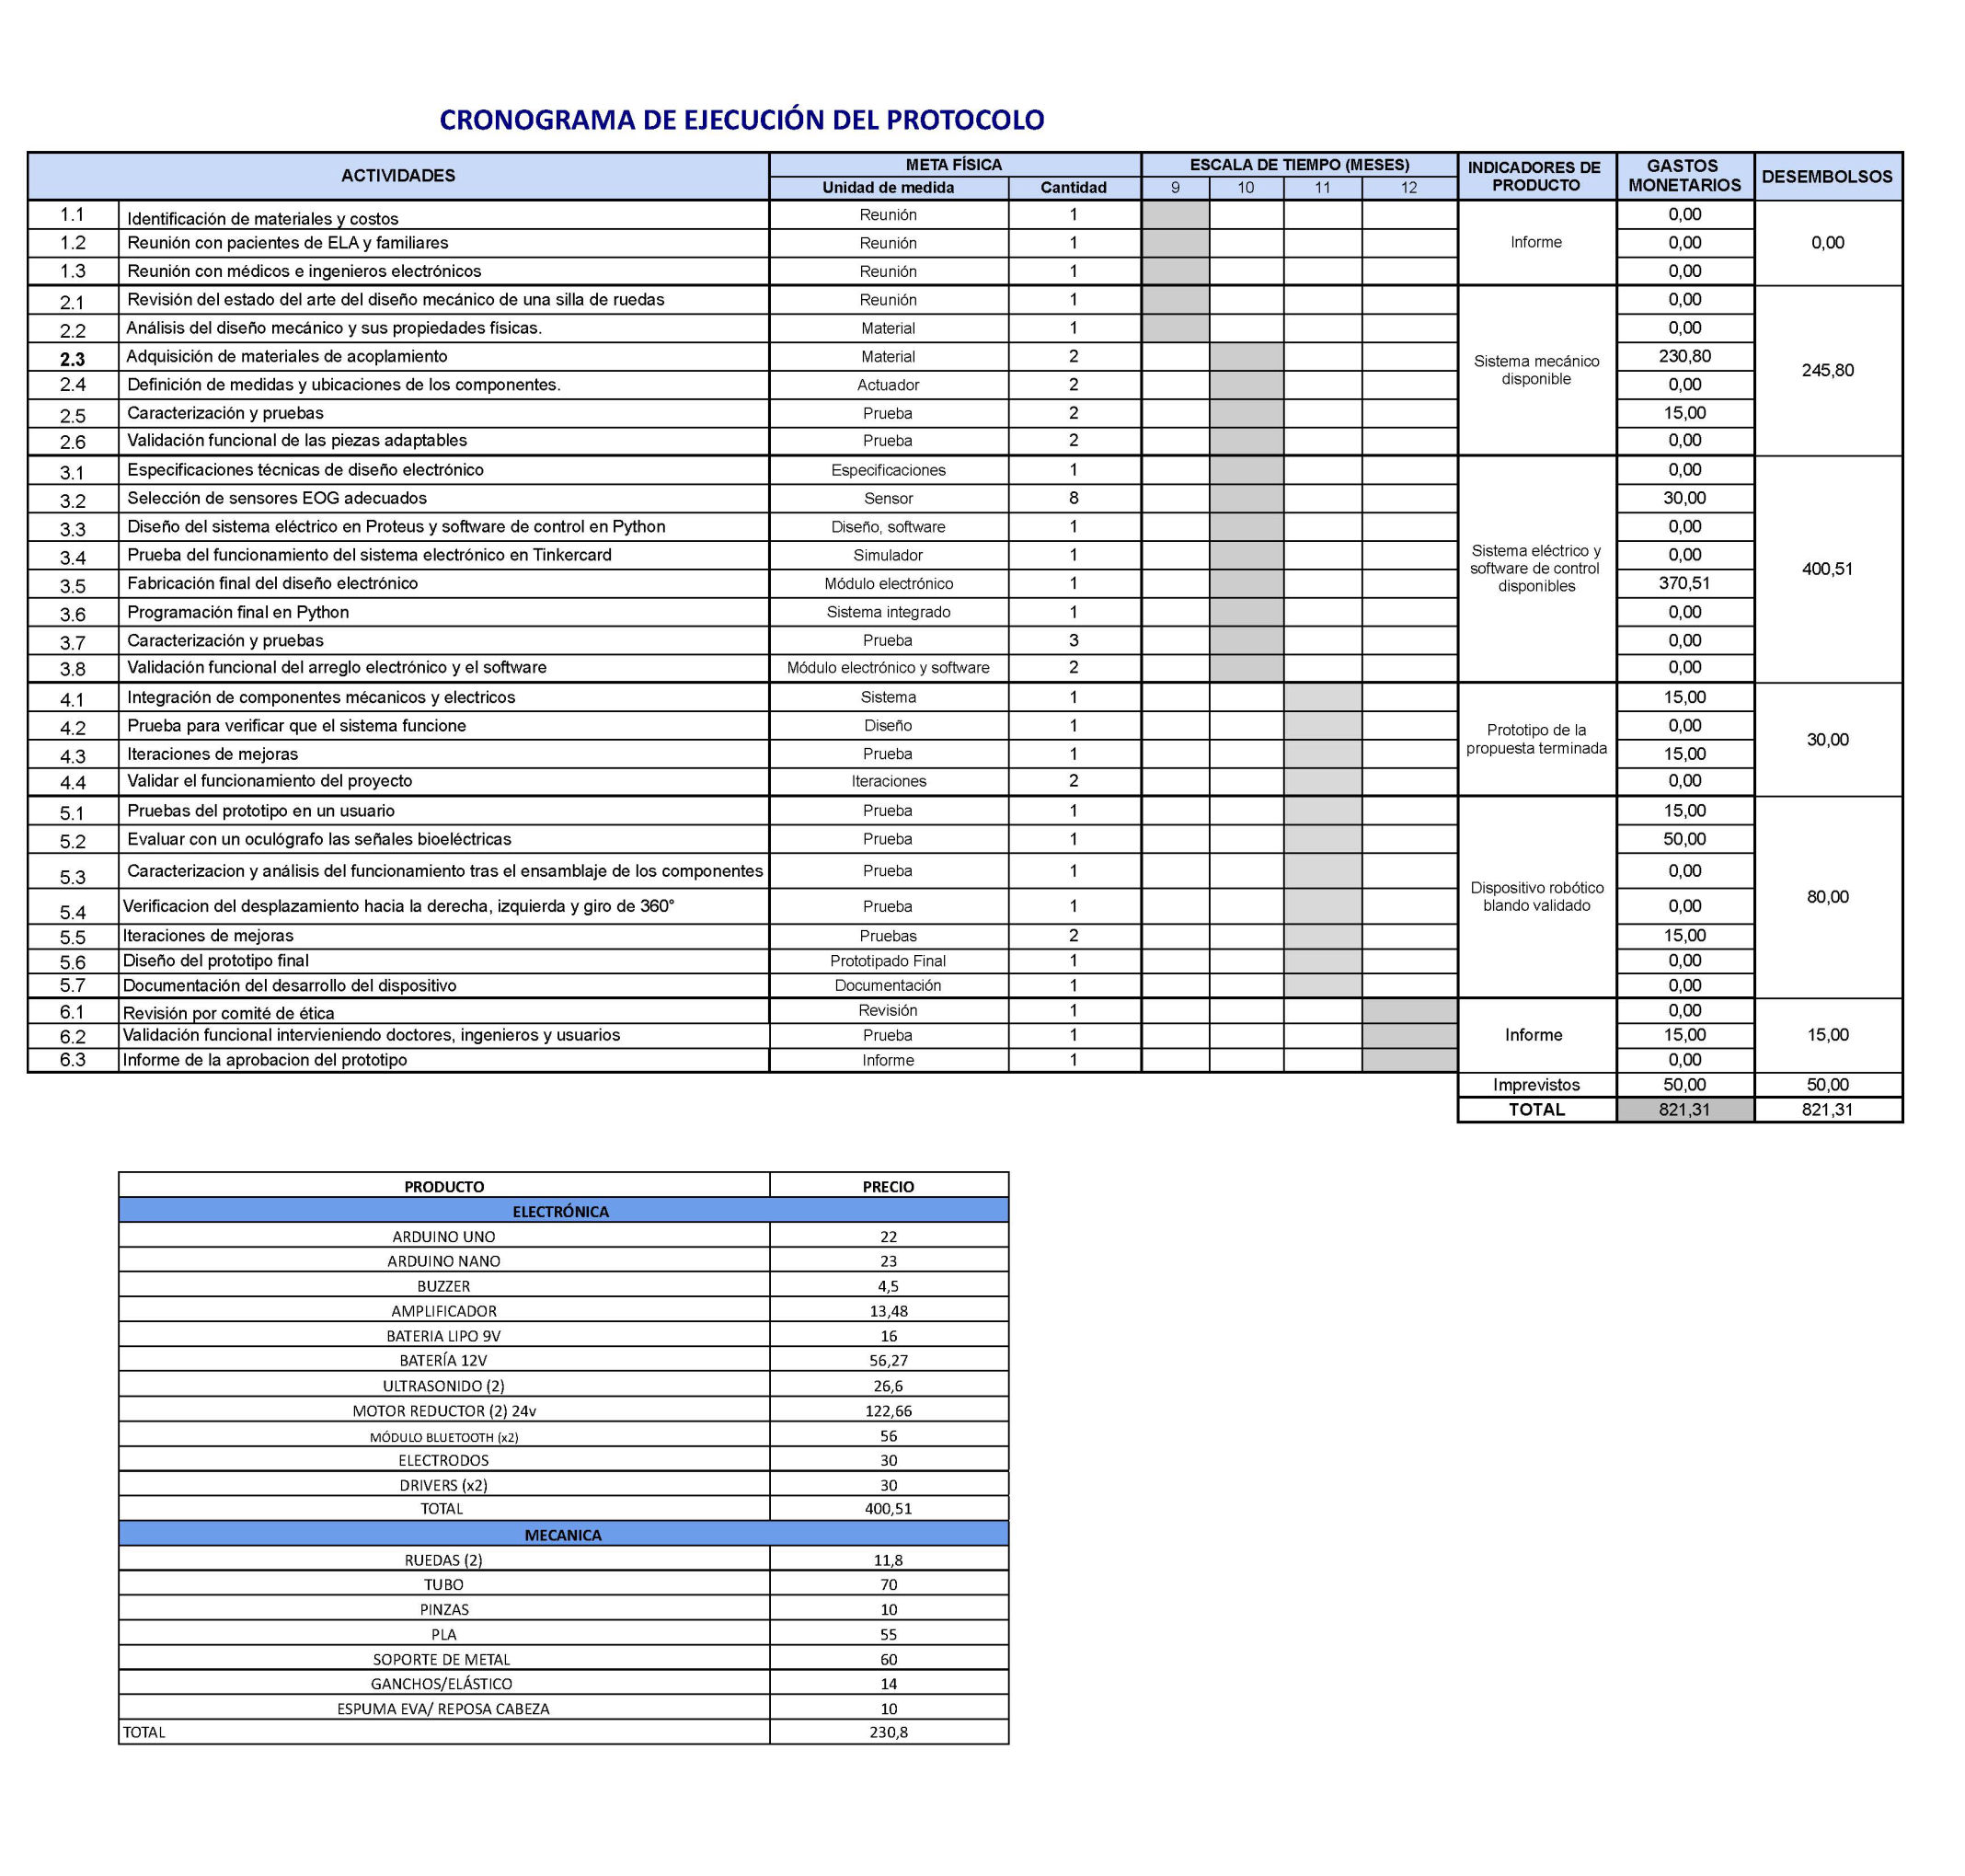 CRONOGRAMA DE EJECUCIÓN DEL PROTOCOLO
ACTIVIDADES META FÍSICA ESCALA DE TIEMPO (MESES) INDICADORES DE PRODUCTO GASTOS MONETARIOS DESEMBOLSOS
Unidad de medida Cantidad 9 10 11 12
1.1 Identificación de materiales y costos Reunión 1 0,00
1.2 Reunión con pacientes de ELA y familiares Reunión 1 Informe 0,00 0,00
1.3 Reunión con médicos e ingenieros electrónicos Reunión 1 0,00
2.1 Revisión del estado del arte del diseño mecánico de una silla de ruedas Reunión 1 0,00
2.2 Análisis del diseño mecánico y sus propiedades físicas. Material 1 0,00
2.3 Adquisición de materiales de acoplamiento Material 2 Sistema mecánico disponible 230,80 245,80
2.4 Definición de medidas y ubicaciones de los componentes. Actuador 2 0,00
2.5 Caracterización y pruebas Prueba 2 15,00
2.6 Validación funcional de las piezas adaptables Prueba 2 0,00
3.1 Especificaciones técnicas de diseño electrónico Especificaciones 1 0,00
3.2 Selección de sensores EOG adecuados Sensor 8 30,00
3.3 Diseño del sistema eléctrico en Proteus y software de control en Python Diseño, software 1 0,00
3.4 Prueba del funcionamiento del sistema electrónico en Tinkercard Simulador 1 Sistema eléctrico y software de control disponibles 0,00 400,51
3.5 Fabricación final del diseño electrónico Módulo electrónico 1 370,51
3.6 Programación final en Python Sistema integrado 1 0,00
3.7 Caracterización y pruebas Prueba 3 0,00
3.8 Validación funcional del arreglo electrónico y el software Módulo electrónico y software 2 0,00
4.1 Integración de componentes mécanicos y electricos Sistema 1 15,00
4.2 Prueba para verificar que el sistema funcione Diseño 1 Prototipo de la propuesta terminada 0,00 30,00
4.3 Iteraciones de mejoras Prueba 1 15,00
4.4 Validar el funcionamiento del proyecto Iteraciones 2 0,00
5.1 Pruebas del prototipo en un usuario Prueba 1 15,00
5.2 Evaluar con un oculógrafo las señales bioeléctricas Prueba 1 50,00
5.3 Caracterizacion y análisis del funcionamiento tras el ensamblaje de los componentes Prueba 1 Dispositivo robótico blando validado 0,00 80,00
5.4 Verificacion del desplazamiento hacia la derecha, izquierda y giro de 360° Prueba 1 0,00
5.5 Iteraciones de mejoras Pruebas 2 15,00
5.6 Diseño del prototipo final Prototipado Final 1 0,00
5.7 Documentación del desarrollo del dispositivo Documentación 1 0,00
6.1 Revisión por comité de ética Revisión 1 0,00
6.2 Validación funcional intervieniendo doctores, ingenieros y usuarios Prueba 1 Informe 15,00 15,00
6.3 Informe de la aprobacion del prototipo Informe 1 0,00
Imprevistos 50,00 50,00
TOTAL 821,31 821,31
PRODUCTO PRECIO
ELECTRÓNICA
ARDUINO UNO 22
ARDUINO NANO 23
BUZZER 4,5
AMPLIFICADOR 13,48
BATERIA LIPO 9V 16
BATERÍA 12V 56,27
ULTRASONIDO (2) 26,6
MOTOR REDUCTOR (2) 24v 122,66
MÓDULO BLUETOOTH (x2) 56
ELECTRODOS 30
DRIVERS (x2) 30
TOTAL 400,51
MECANICA
RUEDAS (2) 11,8
TUBO 70
PINZAS 10
PLA 55
SOPORTE DE METAL 60
GANCHOS/ELÁSTICO 14
ESPUMA EVA/ REPOSA CABEZA 10
TOTAL 230,8